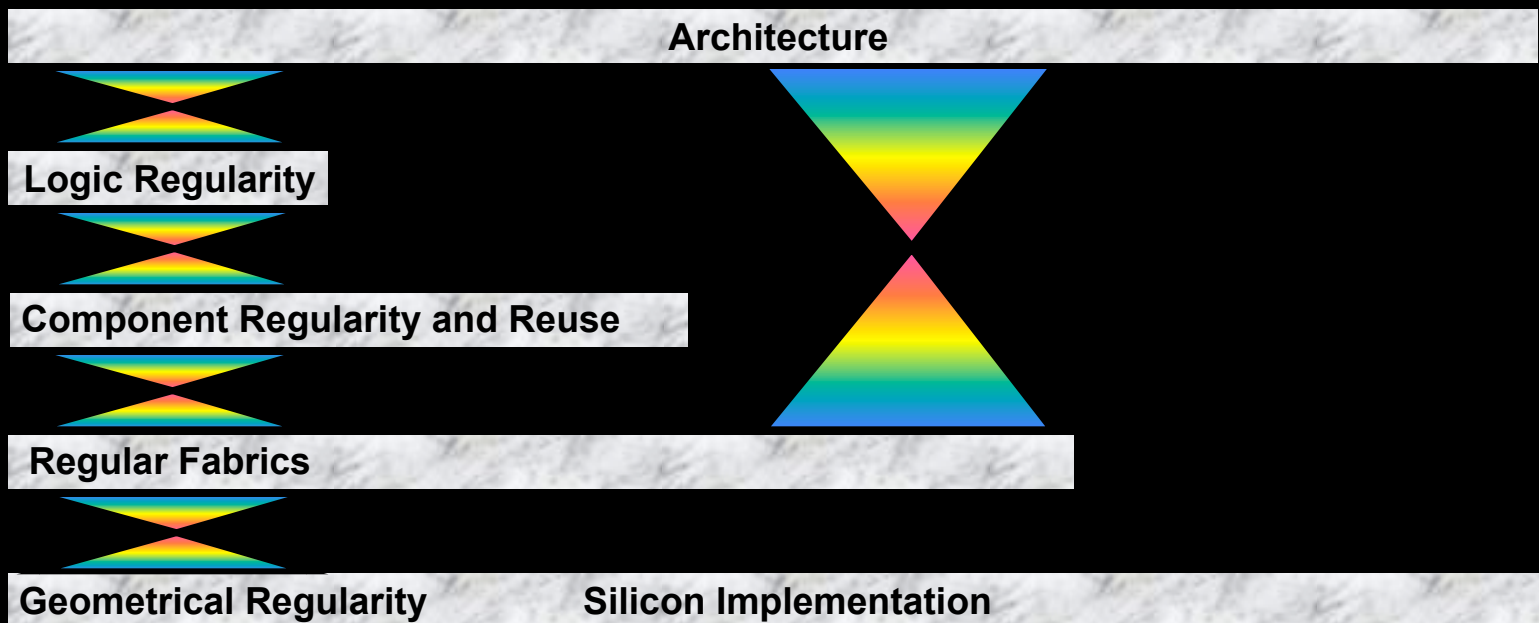 Architecture
Logic Regularity
Component Regularity and Reuse
Regular Fabrics
Geometrical Regularity
Silicon Implementation